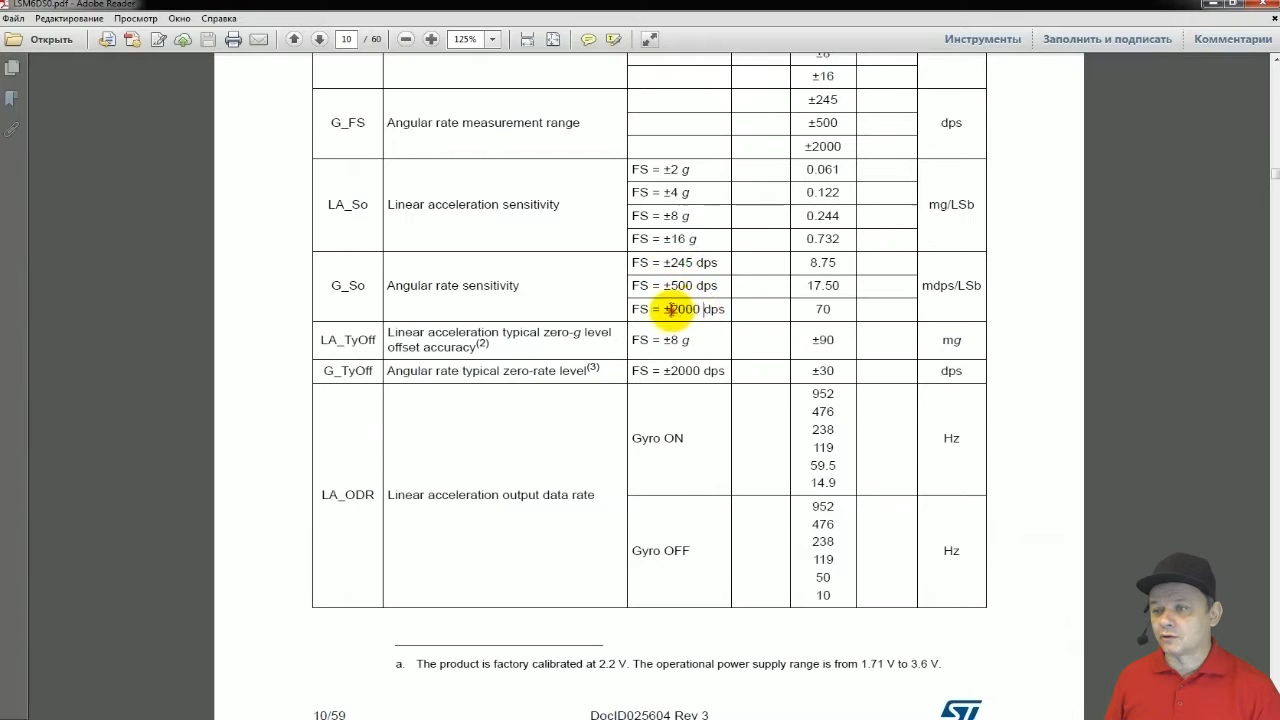 LSM6DS0.pdf - Adobe Reader
Файл Редактирование Просмотр Окно Справка
Открыть 10 / 60 125% Инструменты Заполнить и подписать Комментарии
±8
±16
G_FS Angular rate measurement range dps
±245
±500
±2000
LA_So Linear acceleration sensitivity mg/LSb
FS = ±2 g 0.061
FS = ±4 g 0.122
FS = ±8 g 0.244
FS = ±16 g 0.732
G_So Angular rate sensitivity mdps/LSb
FS = ±245 dps 8.75
FS = ±500 dps 17.50
FS = ±2000 dps 70
LA_TyOff Linear acceleration typical zero-g level
offset accuracy(2) FS = ±8 g ±90 mg
G_TyOff Angular rate typical zero-rate level(3) FS = ±2000 dps ±30 dps
LA_ODR Linear acceleration output data rate
Gyro ON Hz
952
476
238
119
59.5
14.9
Gyro OFF Hz
952
476
238
119
50
10
a. The product is factory calibrated at 2.2 V. The operational power supply range is from 1.71 V to 3.6 V.
10/59 DocID025604 Rev 3